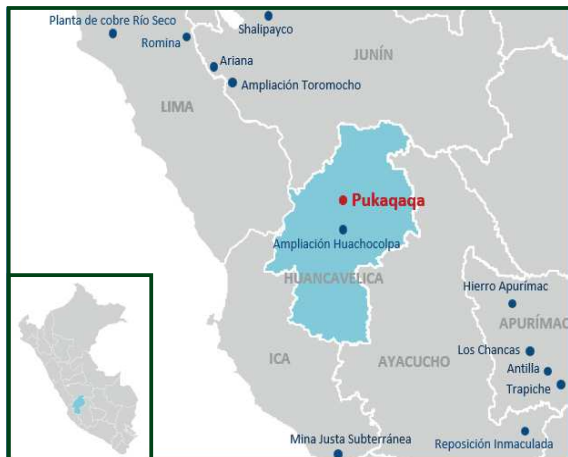 Planta de cobre Río Seco
Shalipayco
Romina
Ariana
JUNÍN
Ampliación Toromocho
LIMA
Pukaqaqa
Ampliación Huachocolpa
HUANCAVELICA
Hierro Apurímac
APURÍMAC
ICA
AYACUCHO
Los Chancas
Antilla
Trapiche
Mina Justa Subterránea
Reposición Inmaculada